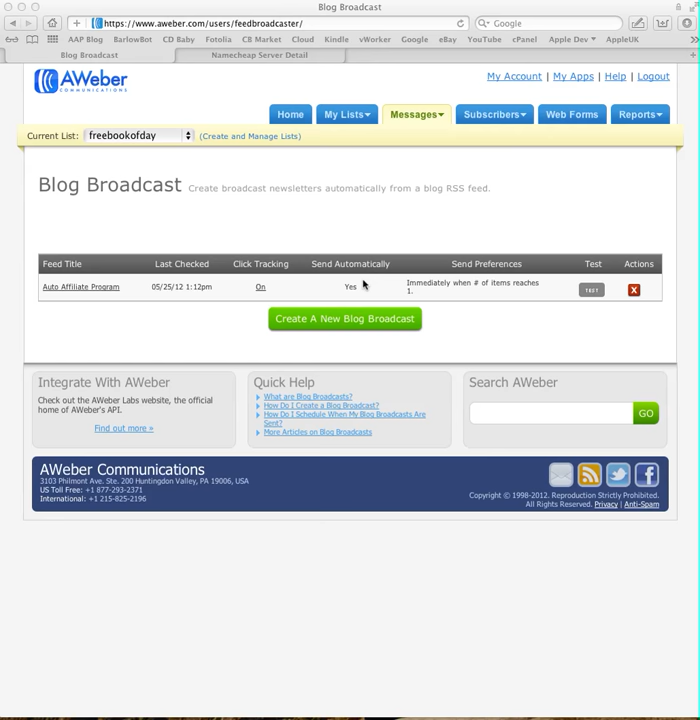 Blog Broadcast
https://www.aweber.com/users/feedbroadcaster/
Google
AAP Blog BarlowBot CD Baby Fotolia CB Market Cloud Kindle vWorker Google eBay YouTube cPanel Apple Dev AppleUK
Blog Broadcast Namecheap Server Detail
AWeber
COMMUNICATIONS
My Account | My Apps | Help | Logout
Home My Lists Messages Subscribers Web Forms Reports
Current List: freebookofday (Create and Manage Lists)
Blog Broadcast Create broadcast newsletters automatically from a blog RSS feed.
Feed Title Last Checked Click Tracking Send Automatically Send Preferences Test Actions
Auto Affiliate Program 05/25/12 1:12pm On Yes Immediately when # of items reaches
1.
TEST X
Create A New Blog Broadcast
Integrate With AWeber
Check out the AWeber Labs website, the official
home of AWeber's API.
Find out more »
Quick Help
What are Blog Broadcasts?
How Do I Create a Blog Broadcast?
How Do I Schedule When My Blog Broadcasts Are
Sent?
More Articles on Blog Broadcasts
Search AWeber
GO
AWeber Communications
3103 Philmont Ave. Ste. 200 Huntingdon Valley, PA 19006, USA
US Toll Free: +1 877-293-2371
International: +1 215-825-2196
Copyright © 1998-2012. Reproduction Strictly Prohibited.
All Rights Reserved. Privacy | Anti-Spam